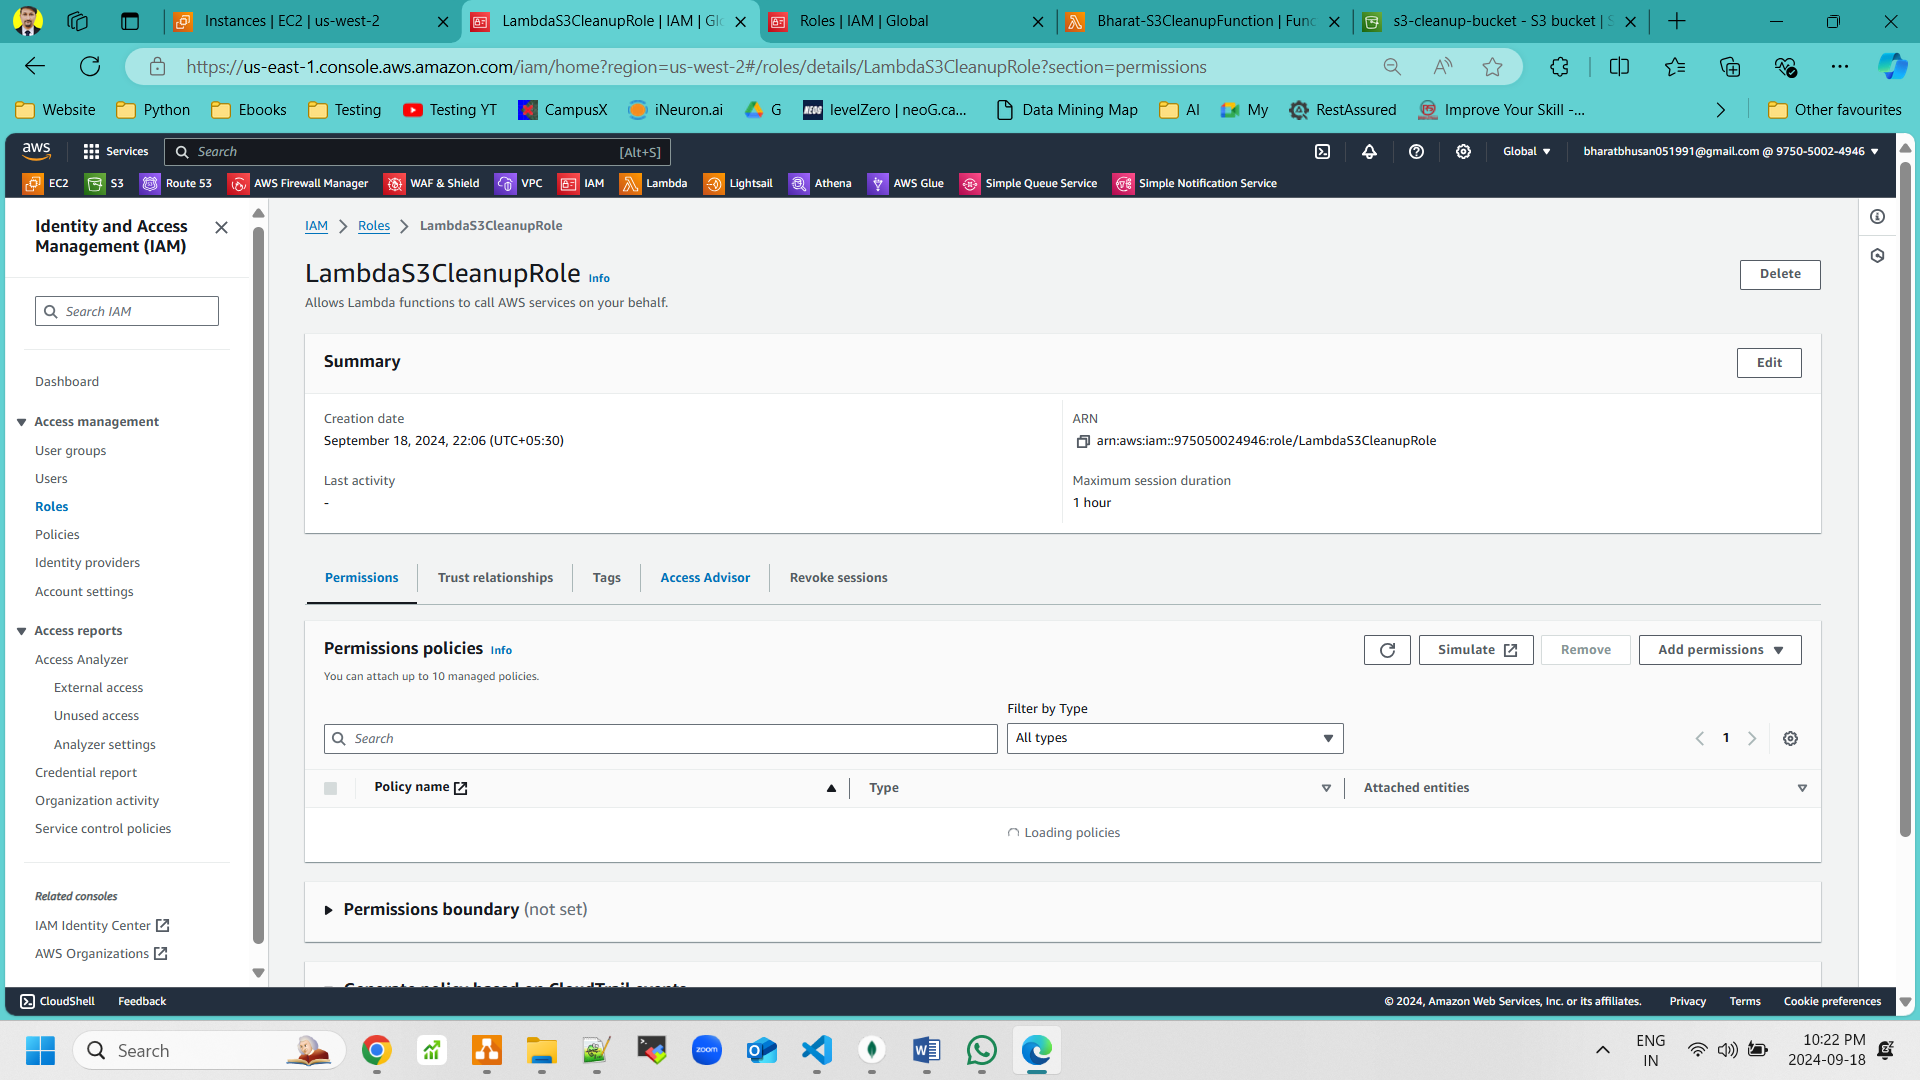 Instances | EC2 | us-west-2
LambdaS3CleanupRole | IAM | Glo
Roles | IAM | Global
Bharat-S3CleanupFunction | Func
s3-cleanup-bucket - S3 bucket | S
https://us-east-1.console.aws.amazon.com/iam/home?region=us-west-2#/roles/details/LambdaS3CleanupRole?section=permissions
Website
Python
Ebooks
Testing
Testing YT
CampusX
iNeuron.ai
G
levelZero | neoG.ca...
Data Mining Map
AI
My
RestAssured
Improve Your Skill -...
Other favourites
aws
Services
Search
[Alt+S]
Global
bharatbhusan051991@gmail.com @ 9750-5002-4946
EC2
S3
Route 53
AWS Firewall Manager
WAF & Shield
VPC
IAM
Lambda
Lightsail
Athena
AWS Glue
Simple Queue Service
Simple Notification Service
Identity and Access
Management (IAM)
Search IAM
Dashboard
Access management
User groups
Users
Roles
Policies
Identity providers
Account settings
Access reports
Access Analyzer
External access
Unused access
Analyzer settings
Credential report
Organization activity
Service control policies
Related consoles
IAM Identity Center
AWS Organizations
IAM
Roles
LambdaS3CleanupRole
LambdaS3CleanupRole Info
Delete
Allows Lambda functions to call AWS services on your behalf.
Summary
Edit
Creation date
September 18, 2024, 22:06 (UTC+05:30)
ARN
arn:aws:iam::975050024946:role/LambdaS3CleanupRole
Last activity
-
Maximum session duration
1 hour
Permissions
Trust relationships
Tags
Access Advisor
Revoke sessions
Permissions policies Info
You can attach up to 10 managed policies.
Simulate
Remove
Add permissions
Filter by Type
Search
All types
1
Policy name
Type
Attached entities
Loading policies
Permissions boundary (not set)
Generate policy based on CloudTrail events
CloudShell
Feedback
© 2024, Amazon Web Services, Inc. or its affiliates.
Privacy
Terms
Cookie preferences
Search
zoom
ENG
IN
10:22 PM
2024-09-18